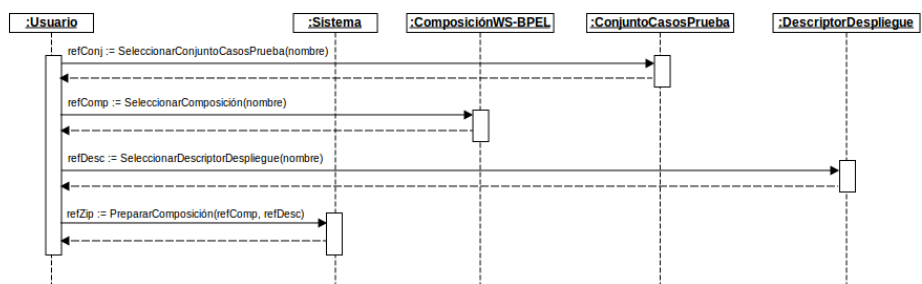 :Usuario
:Sistema
:ComposiciónWS-BPEL
:ConjuntoCasosPrueba
:DescriptorDespliegue
refConj := SeleccionarConjuntoCasosPrueba(nombre)
refComp := SeleccionarComposición(nombre)
refDesc := SeleccionarDescriptorDespliegue(nombre)
refZip := PrepararComposición(refComp, refDesc)